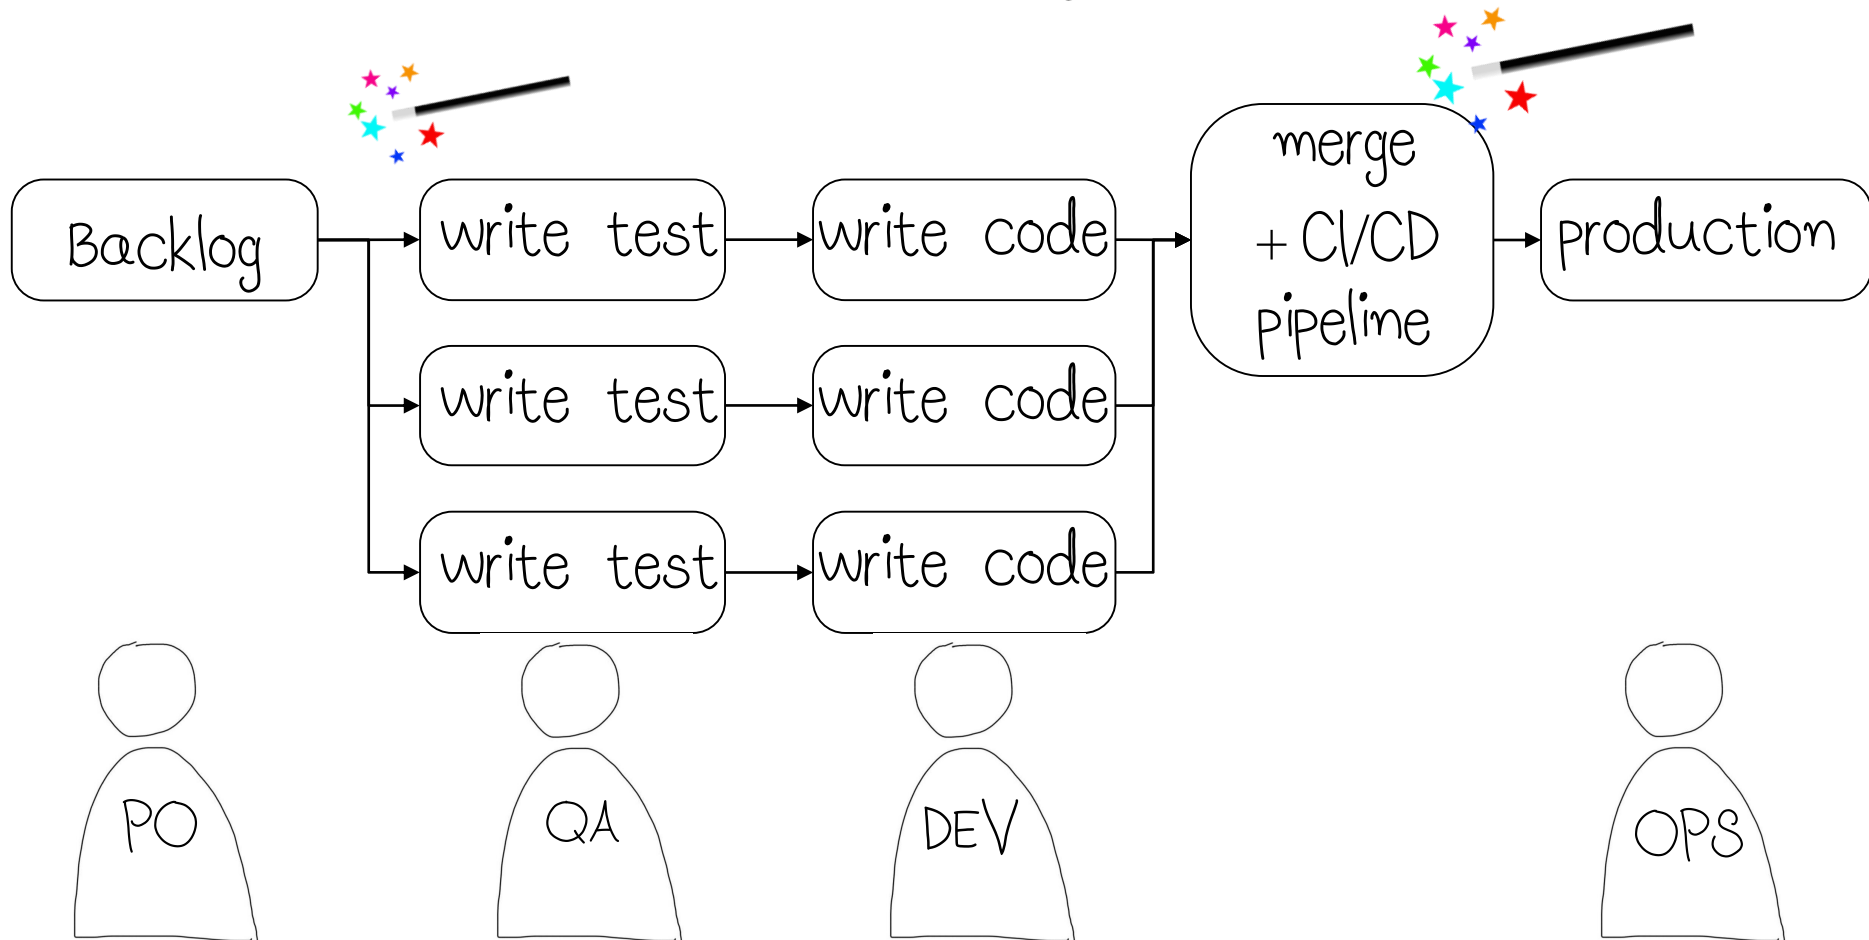 Backlog
write test
write code
merge
+ CI/CD
pipeline
production
write test
write code
write test
write code
PO
QA
DEV
OPS